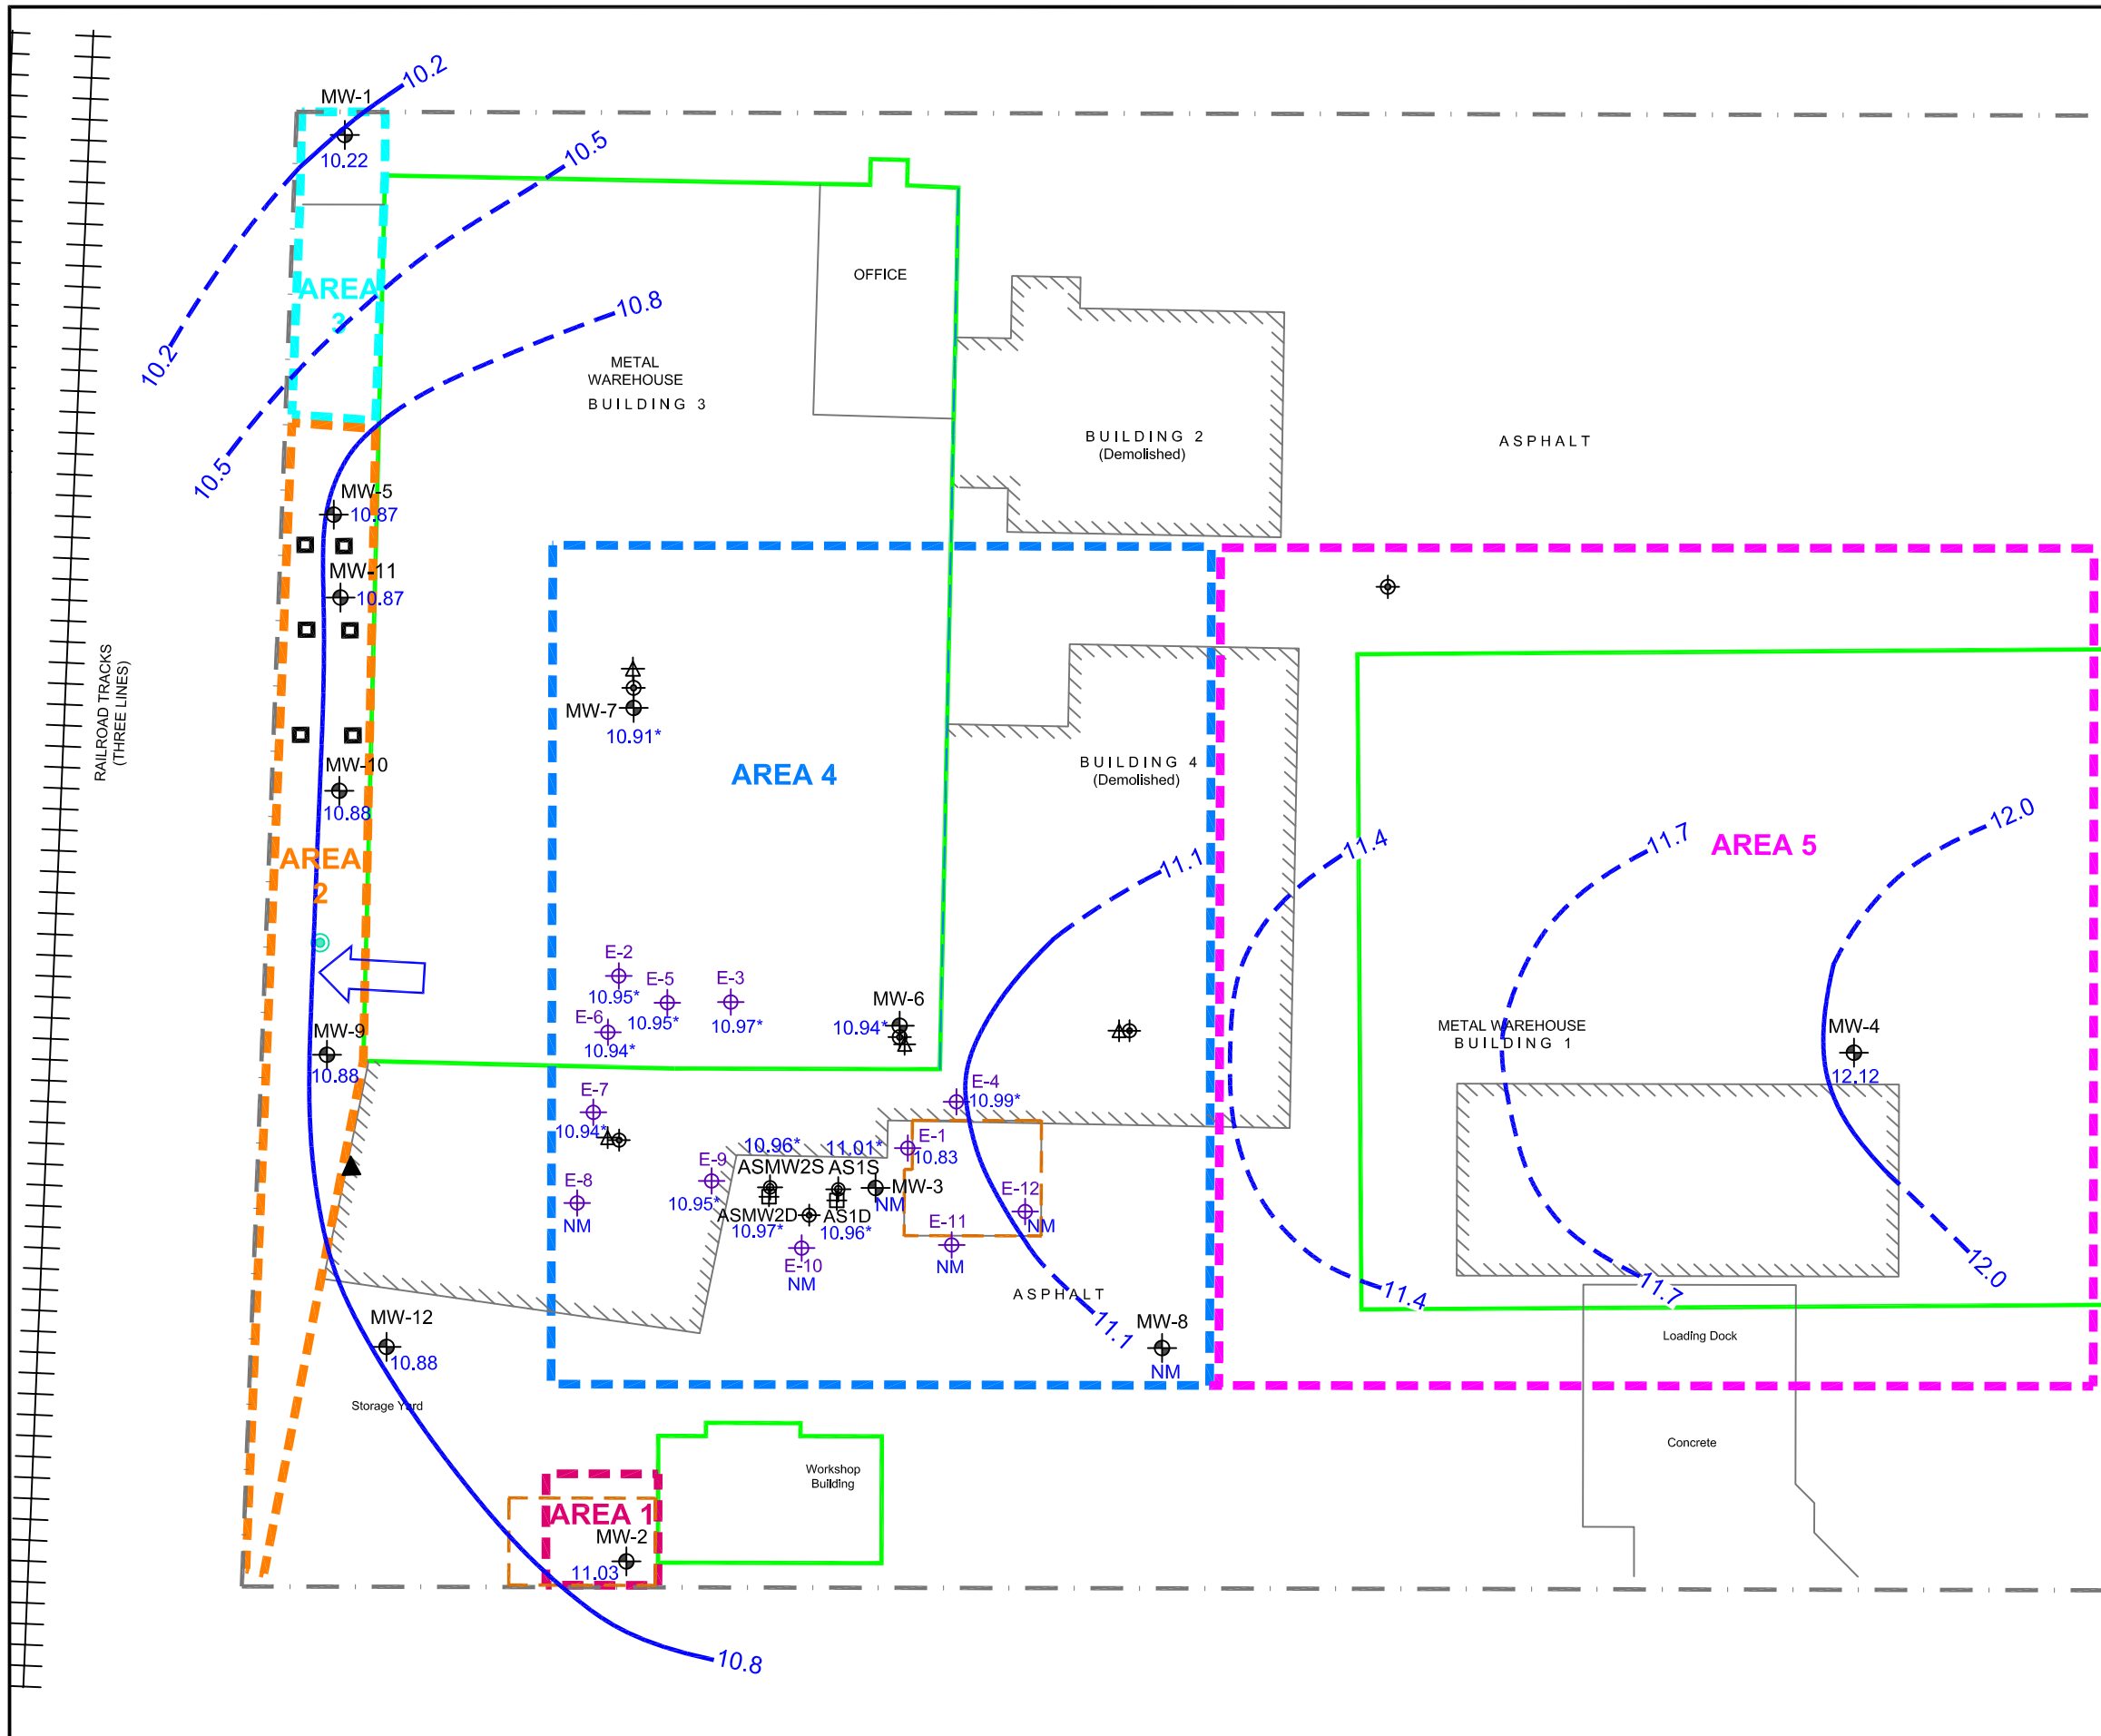 10.2
MW-1
10.22
10.5
AREA
3
10.2
10.8
OFFICE
METAL
WAREHOUSE
BUILDING 3
BUILDING 2
(Demolished)
ASPHALT
10.5
MW-5
10.87
MW-11
10.87
RAILROAD TRACKS
(THREE LINES)
MW-7
10.91*
MW-10
10.88
AREA 4
BUILDING 4
(Demolished)
AREA
2
11.1
11.4
11.7
AREA 5
12.0
E-2
10.95*
E-5
10.95*
E-3
10.97*
E-6
10.94*
MW-6
10.94*
MW-9
10.88
METAL WAREHOUSE
BUILDING 1
MW-4
12.12
E-7
10.94*
E-4
10.99*
E-1
10.83
10.96*
11.01*
ASMW2S
AS1S
E-9
10.95*
MW-3
NM
E-8
NM
ASMW2D
10.97*
AS1D
10.96*
E-12
NM
E-11
NM
E-10
NM
ASPHALT
11.1
11.4
11.7
12.0
MW-12
10.88
MW-8
NM
Loading Dock
Storage Yard
Concrete
Workshop
Building
AREA 1
MW-2
11.03
10.8